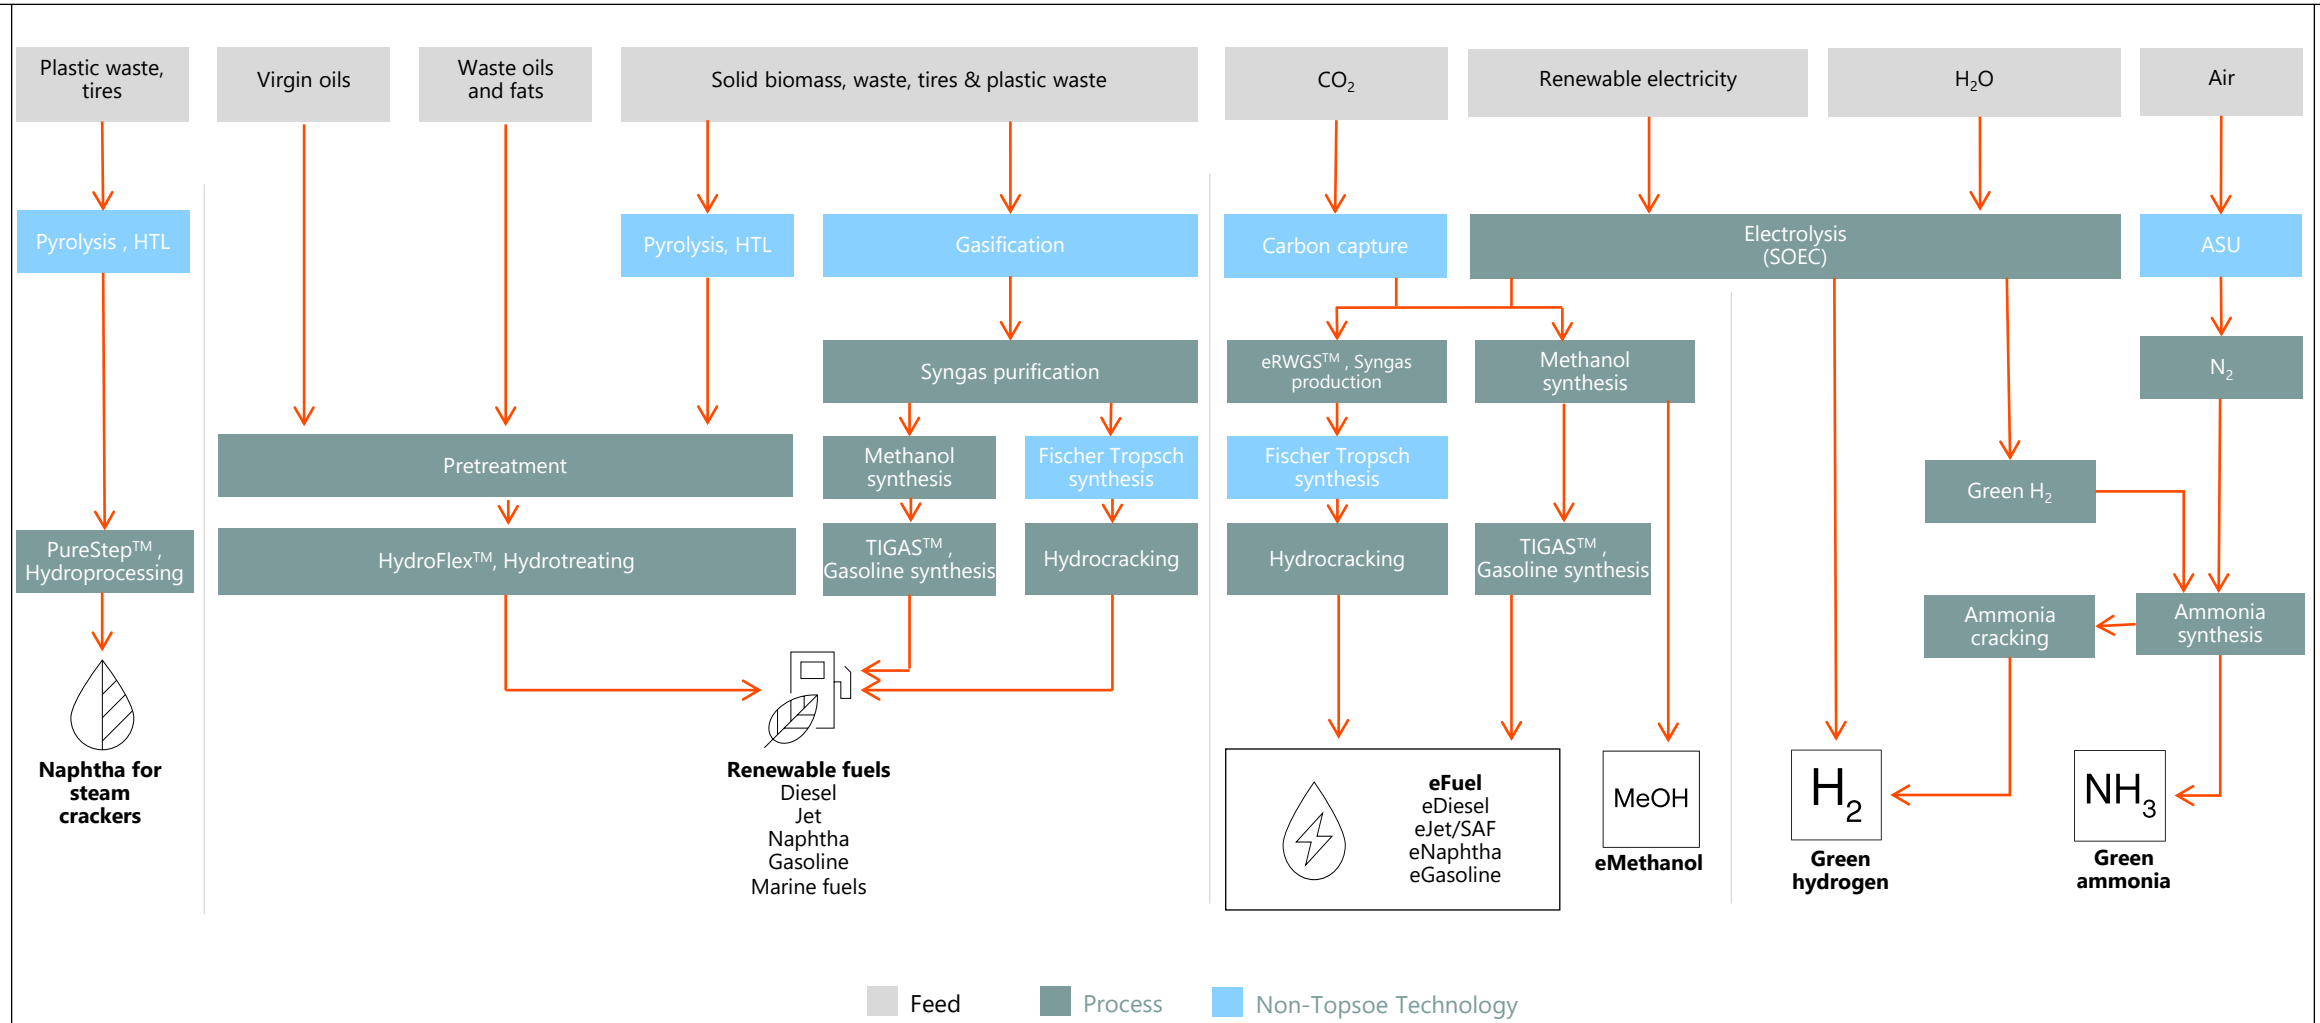 Plastic waste,
tires
Virgin oils
Waste oils
and fats
Solid biomass, waste, tires & plastic waste
CO2
Renewable electricity
H2O
Air
Pyrolysis , HTL
Pyrolysis, HTL
Gasification
Carbon capture
Electrolysis
(SOEC)
ASU
Syngas purification
eRWGS™ , Syngas
production
Methanol
synthesis
N2
Pretreatment
Methanol
synthesis
Fischer Tropsch
synthesis
Fischer Tropsch
synthesis
Green H2
PureStep™ ,
Hydroprocessing
HydroFlex™, Hydrotreating
TIGAS™ ,
Gasoline synthesis
Hydrocracking
Hydrocracking
TIGAS™ ,
Gasoline synthesis
Ammonia
cracking
Ammonia
synthesis
Naphtha for
steam
crackers
Renewable fuels
Diesel
Jet
Naphtha
Gasoline
Marine fuels
eFuel
eDiesel
eJet/SAF
eNaphtha
eGasoline
MeOH
eMethanol
H2
Green
hydrogen
NH3
Green
ammonia
Feed
Process
Non-Topsoe Technology